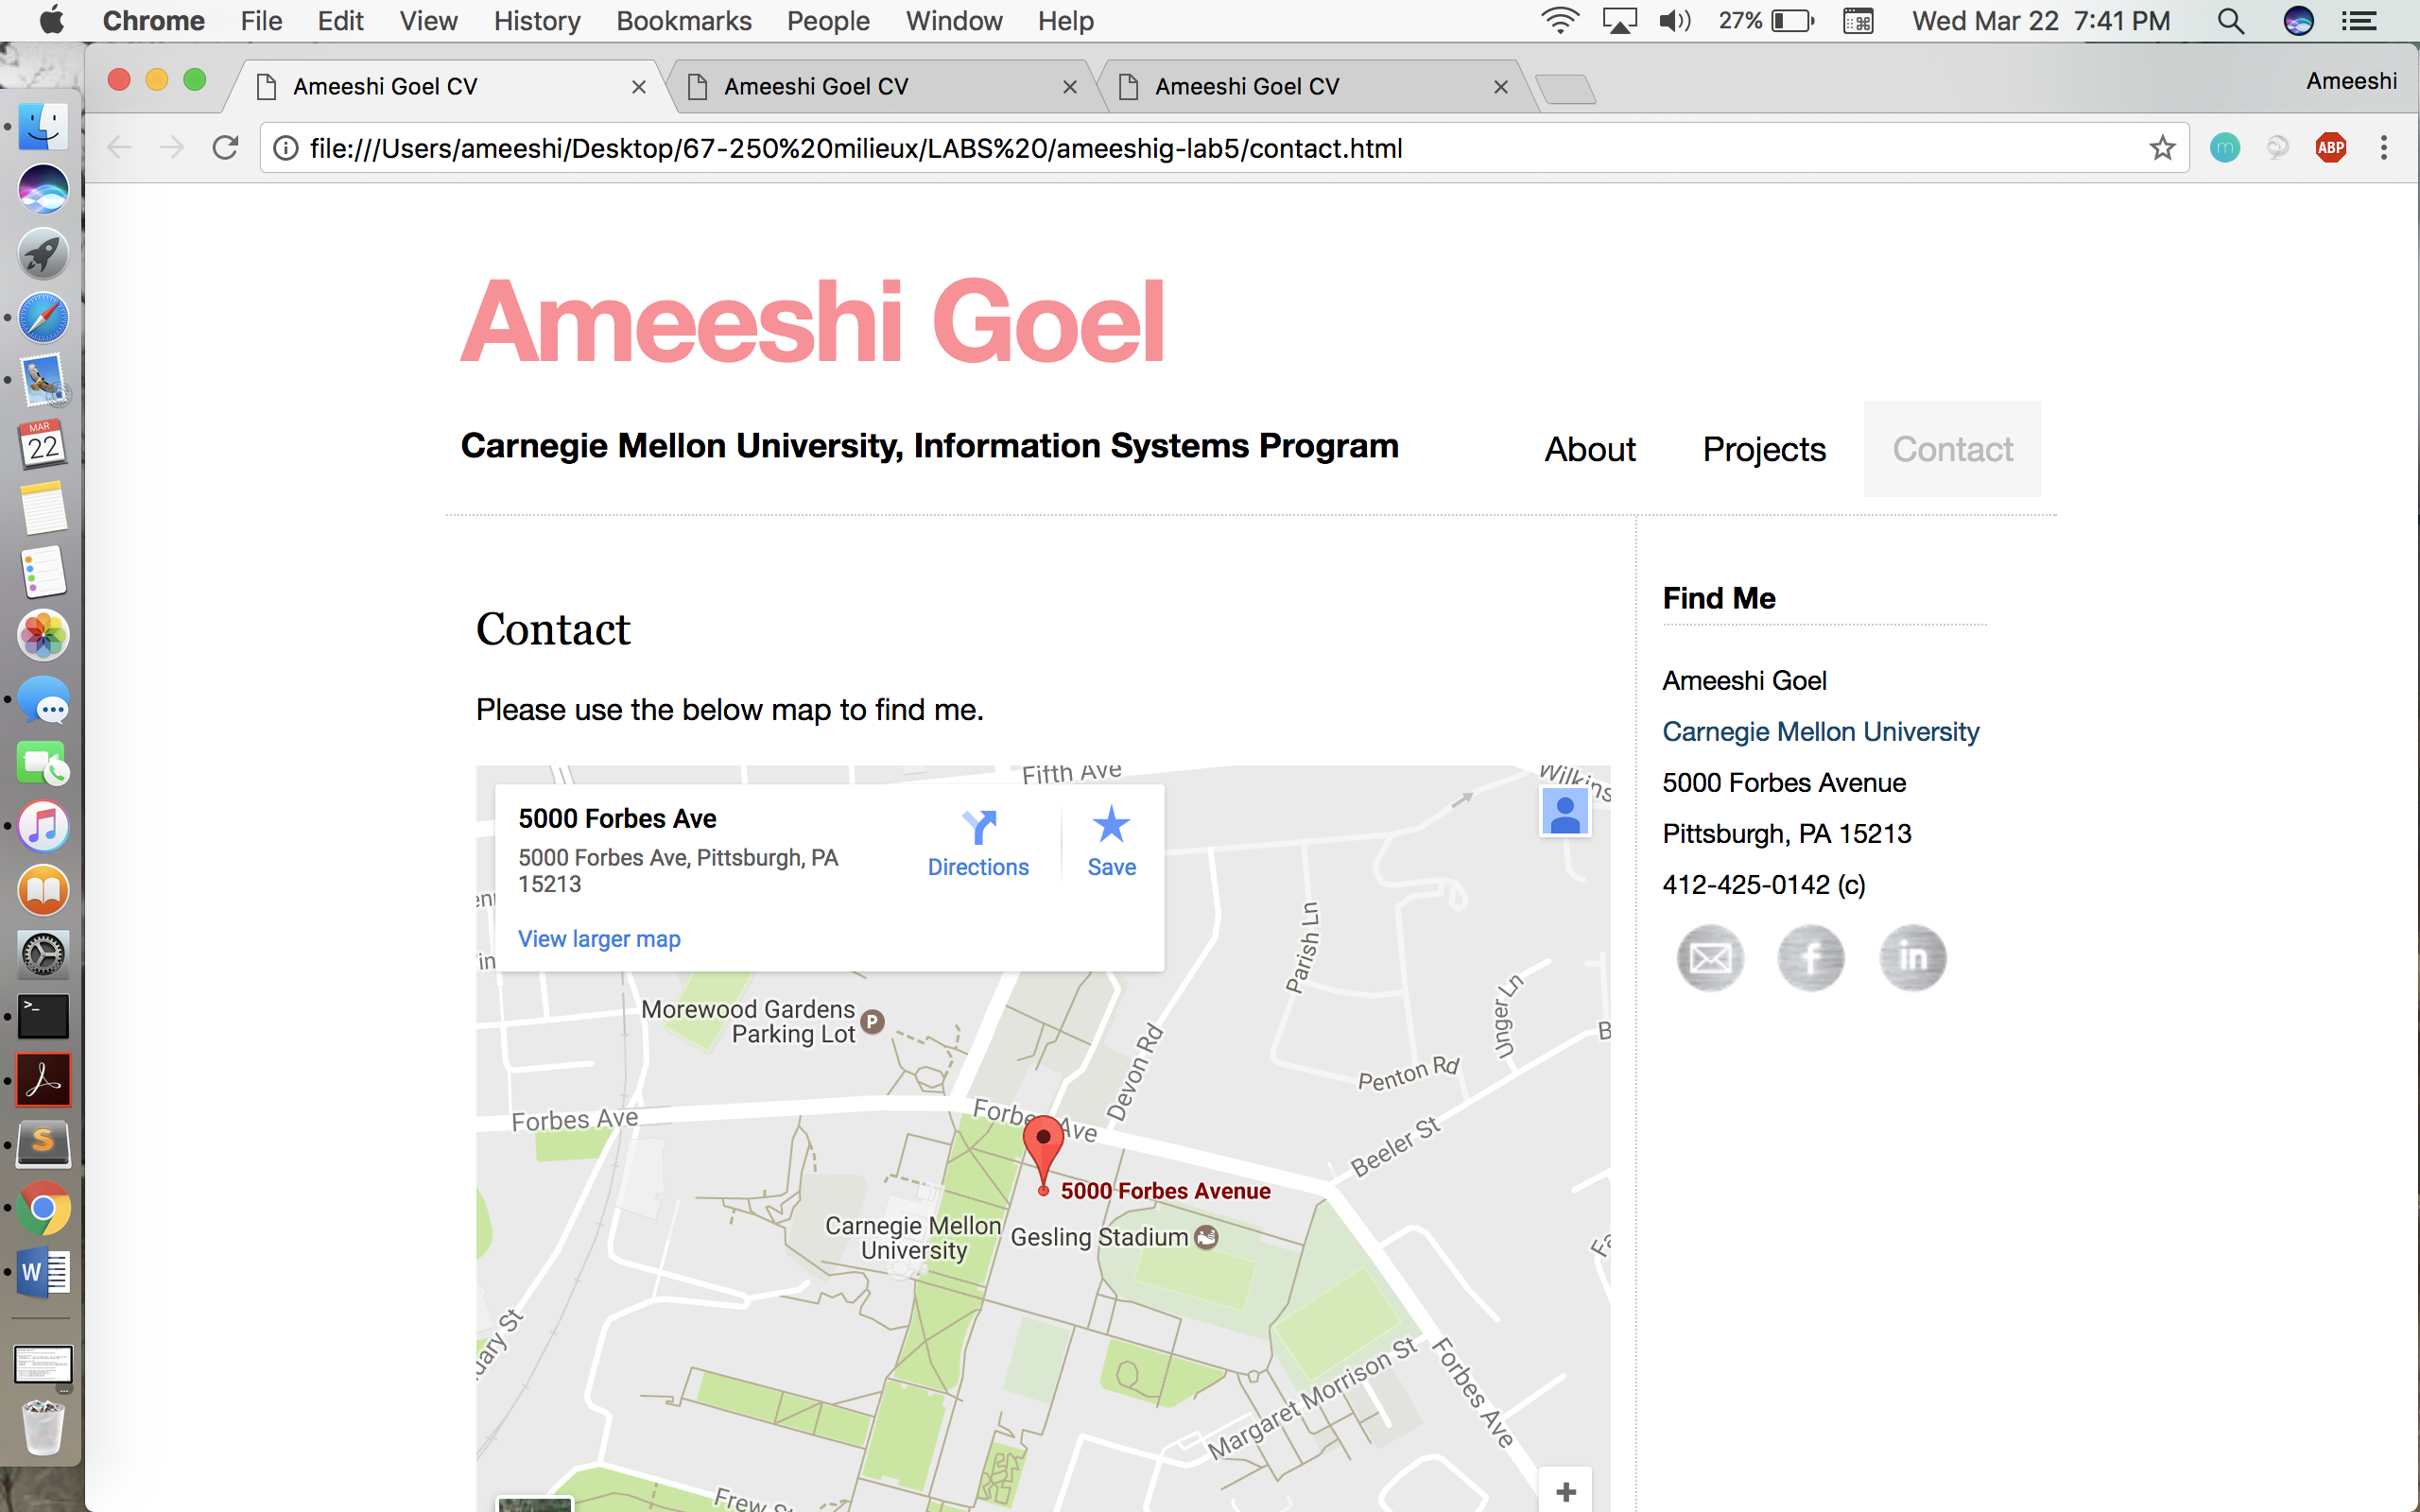 Chrome File Edit View History Bookmarks People Window Help 27% Wed Mar 22 7:41 PM
Ameeshi Goel CV
Ameeshi Goel CV
Ameeshi Goel CV
Ameeshi
file:///Users/ameeshi/Desktop/67-250%20milieux/LABS%20/ameeshig-lab5/contact.html
m
ABP
MAR
22
Ameeshi Goel
Carnegie Mellon University, Information Systems Program
About Projects Contact
Contact
Please use the below map to find me.
5000 Forbes Ave
5000 Forbes Ave, Pittsburgh, PA
15213
Directions
Save
View larger map
Fifth Ave
Morewood Gardens
Parking Lot
P
Parish Ln
Unger Ln
Devon Rd
Penton Rd
Forbes Ave
Forbes Ave
Beeler St
5000 Forbes Avenue
Carnegie Mellon
University
Gesling Stadium
Margaret Morrison St
Forbes Ave
+
Find Me
Ameeshi Goel
Carnegie Mellon University
5000 Forbes Avenue
Pittsburgh, PA 15213
412-425-0142 (c)
f
in
>_
S
W